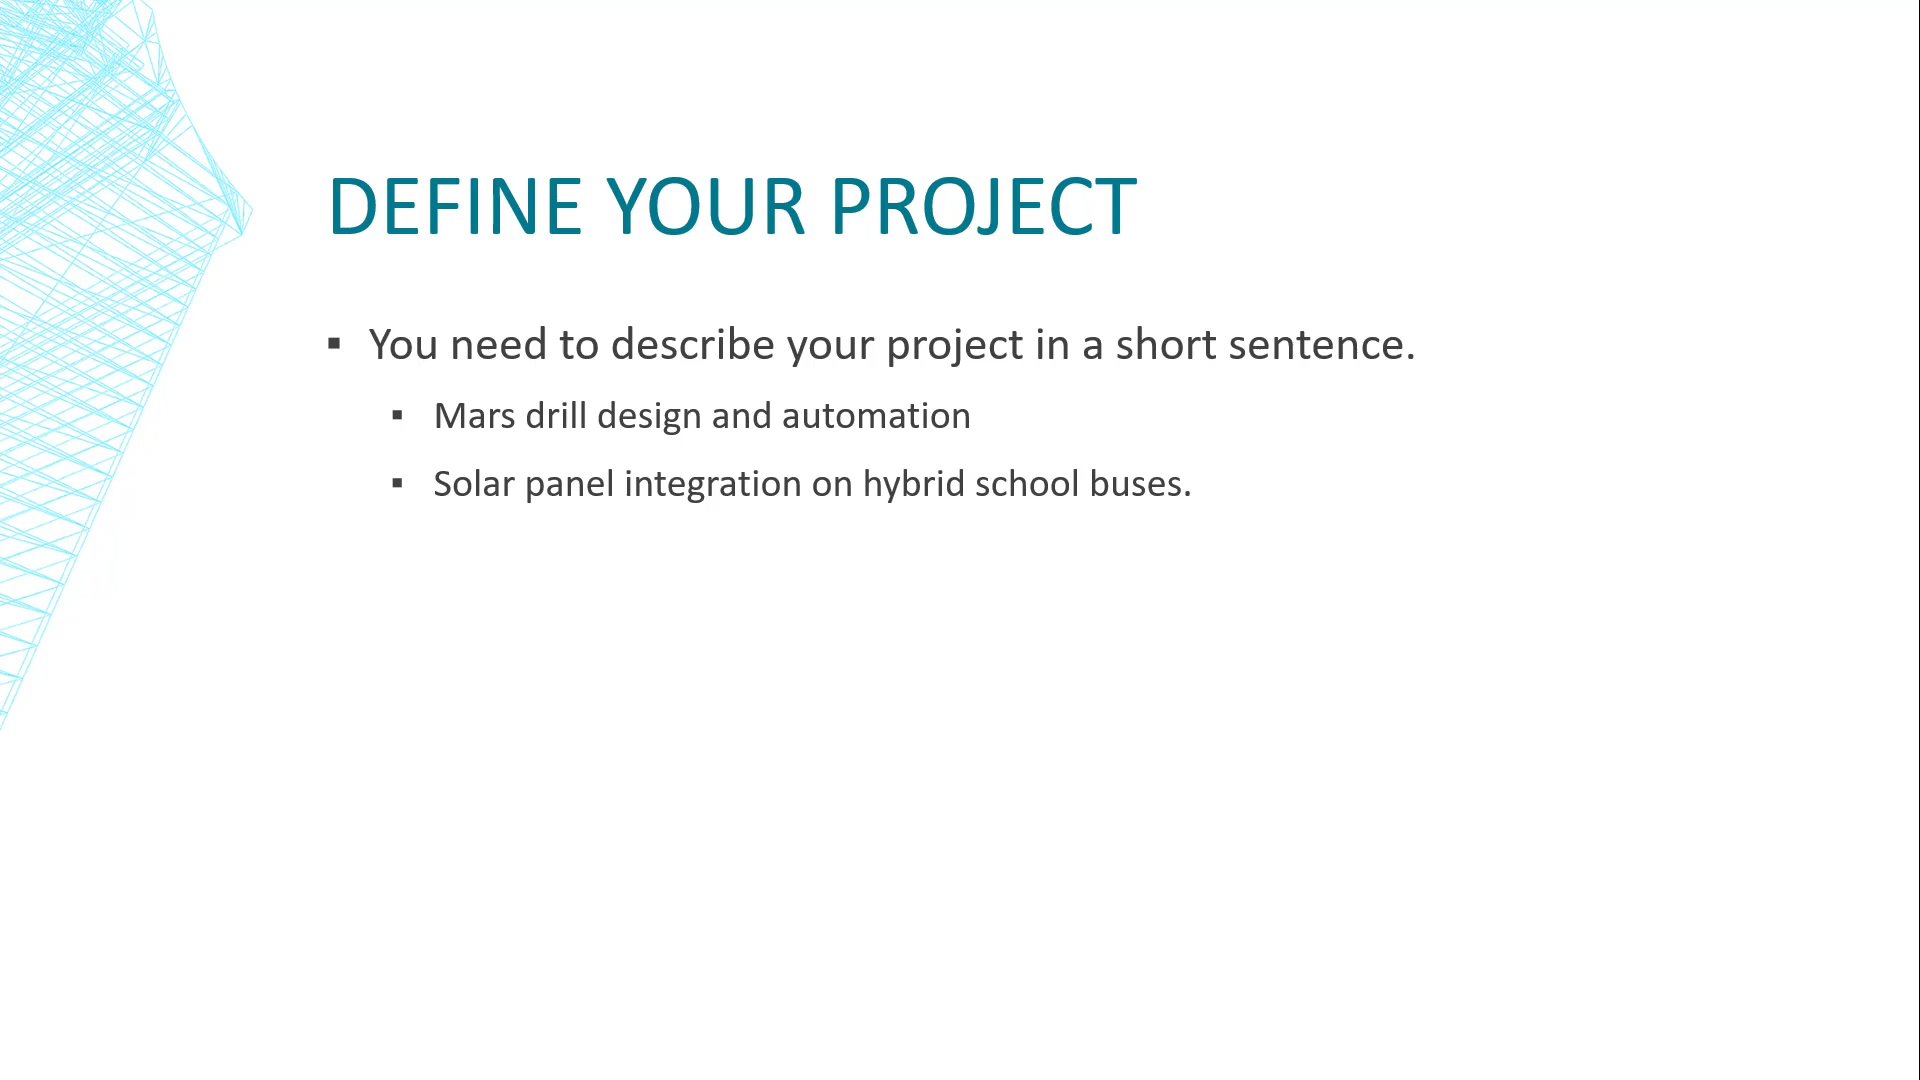 DEFINE YOUR PROJECT
▪ You need to describe your project in a short sentence.
▪ Mars drill design and automation
▪ Solar panel integration on hybrid school buses.